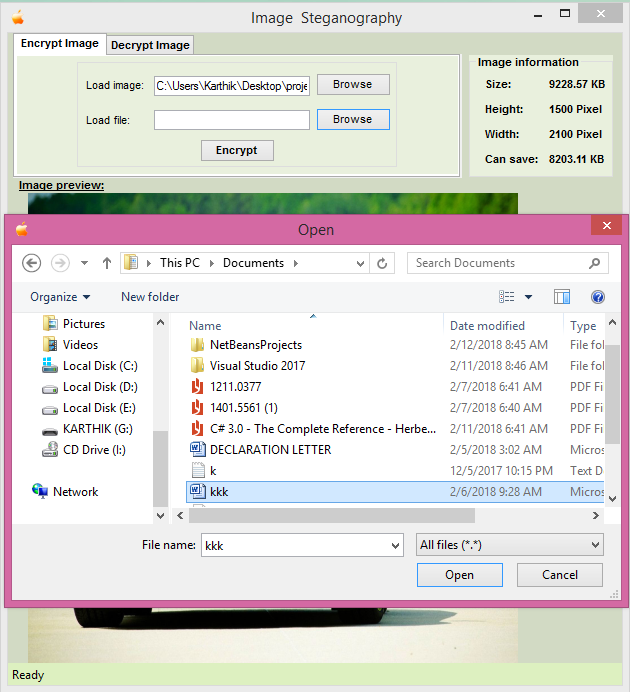 Image Steganography
Encrypt Image Decrypt Image
Load image: C:\Users\Karthik\Desktop\proje Browse
Load file: Browse
Encrypt
Image information
Size: 9228.57 KB
Height: 1500 Pixel
Width: 2100 Pixel
Can save: 8203.11 KB
Image preview:
Open
This PC Documents Search Documents
Organize New folder
Pictures
Videos
Local Disk (C:)
Local Disk (D:)
Local Disk (E:)
KARTHIK (G:)
CD Drive (I:)
Network
Name Date modified Type
NetBeansProjects 2/12/2018 8:45 AM File fo
Visual Studio 2017 2/11/2018 8:46 AM File fo
1211.0377 2/7/2018 6:41 AM PDF Fi
1401.5561 (1) 2/7/2018 6:40 AM PDF Fi
C# 3.0 - The Complete Reference - Herbe... 2/11/2018 6:41 AM PDF Fi
DECLARATION LETTER 2/5/2018 3:02 AM Micros
k 12/5/2017 10:15 PM Text D
kkk 2/6/2018 9:28 AM Micros
File name: kkk All files (*.*)
Open Cancel
Ready